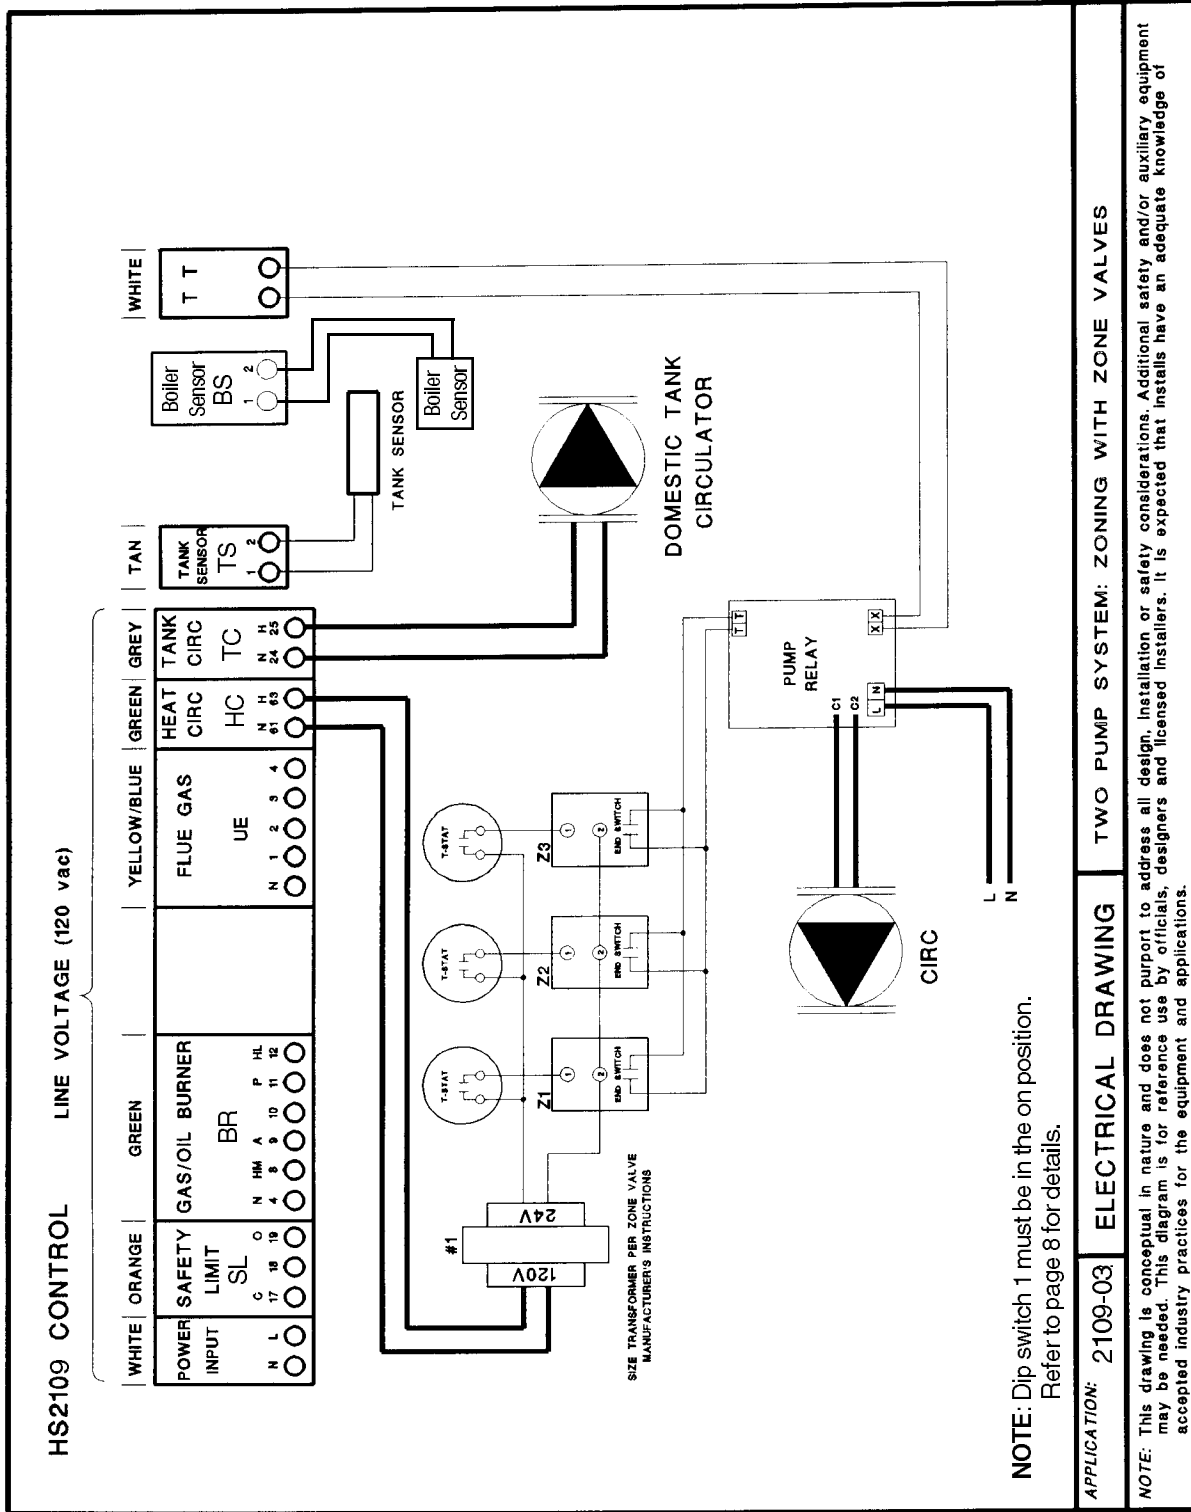 HS2109 CONTROL LINE VOLTAGE (120 vac)
WHITE ORANGE GREEN YELLOW/BLUE GREEN GREY TAN WHITE
POWER INPUT
N L
SAFETY LIMIT
SL
C O
17 18 19
GAS/OIL BURNER
BR
N HM A P HL
4 8 9 10 11 12
FLUE GAS
UE
N 1 2 3 4
HEAT CIRC
HC
N H
61 63
TANK CIRC
TC
N H
24 25
TANK SENSOR
TS
1 2
Boiler Sensor
BS
1 2
T T
TANK SENSOR
Boiler Sensor
DOMESTIC TANK
CIRCULATOR
#1
120V 24V
SIZE TRANSFORMER PER ZONE VALVE
MANUFACTURER'S INSTRUCTIONS
T-STAT T-STAT T-STAT
Z1 Z2 Z3
1 1 1
2 2 2
END SWITCH END SWITCH END SWITCH
PUMP
RELAY
T T
X X
C1
C2
L N
CIRC
L
N
NOTE: Dip switch 1 must be in the on position.
Refer to page 8 for details.
APPLICATION: 2109-03 ELECTRICAL DRAWING TWO PUMP SYSTEM: ZONING WITH ZONE VALVES
NOTE: This drawing is conceptual in nature and does not purport to address all design, installation or safety considerations. Additional safety and/or auxiliary equipment
may be needed. This diagram is for reference use by officials, designers and licensed installers. It is expected that installs have an adequate knowledge of
accepted industry practices for the equipment and applications.